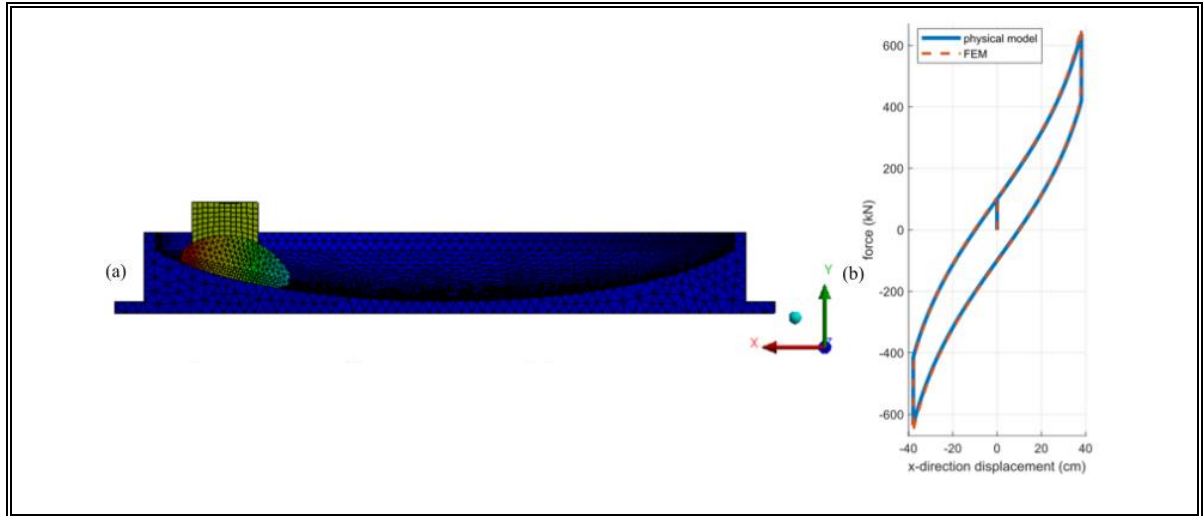 (a)
Y
X
Z
(b)
physical model
FEM
force (kN)
600
400
200
0
-200
-400
-600
-40 -20 0 20 40
x-direction displacement (cm)